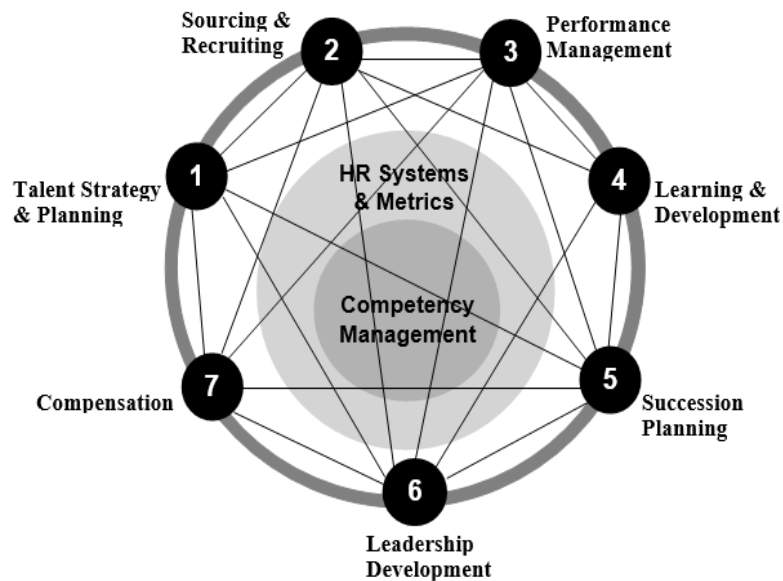 Sourcing &
Recruiting
2
3
Performance
Management
1
Talent Strategy
& Planning
HR Systems
& Metrics
4
Learning &
Development
Competency
Management
7
Compensation
5
Succession
Planning
6
Leadership
Development